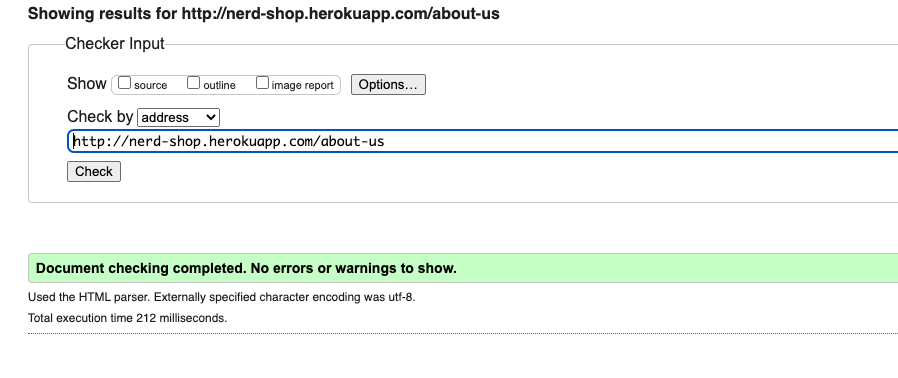 Showing results for http://nerd-shop.herokuapp.com/about-us
Checker Input
Show source outline image report Options...
Check by address
http://nerd-shop.herokuapp.com/about-us
Check
Document checking completed. No errors or warnings to show.
Used the HTML parser. Externally specified character encoding was utf-8.
Total execution time 212 milliseconds.